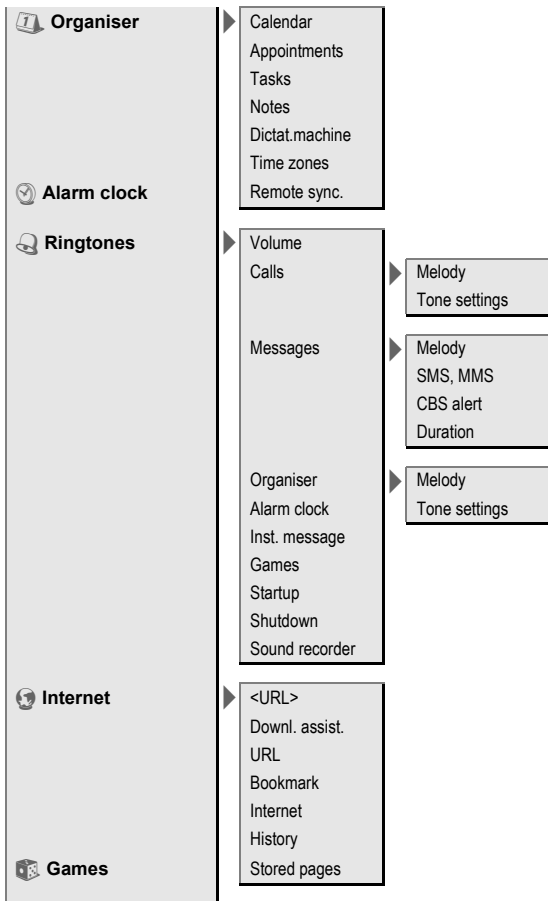 Organiser
Calendar
Appointments
Tasks
Notes
Dictat.machine
Time zones
Alarm clock
Remote sync.
Ringtones
Volume
Calls
Melody
Tone settings
Messages
Melody
SMS, MMS
CBS alert
Duration
Organiser
Melody
Alarm clock
Tone settings
Inst. message
Games
Startup
Shutdown
Sound recorder
Internet
<URL>
Downl. assist.
URL
Bookmark
Internet
History
Games
Stored pages